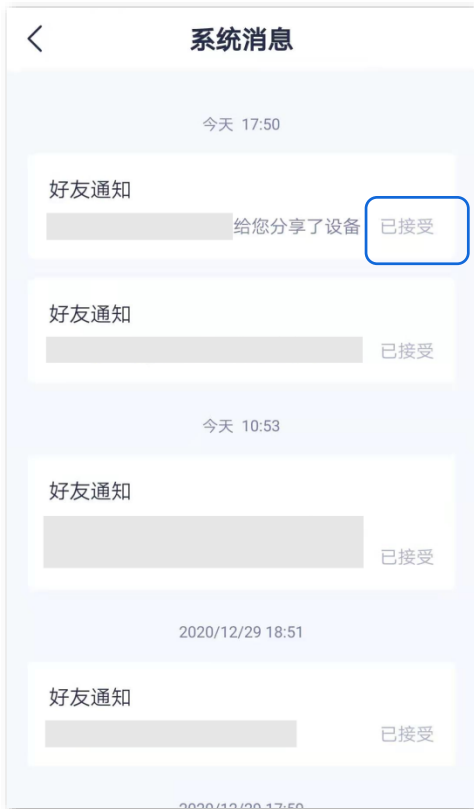 系统消息
今天 17:50
好友通知
给您分享了设备 已接受
好友通知
已接受
今天 10:53
好友通知
已接受
2020/12/29 18:51
好友通知
已接受